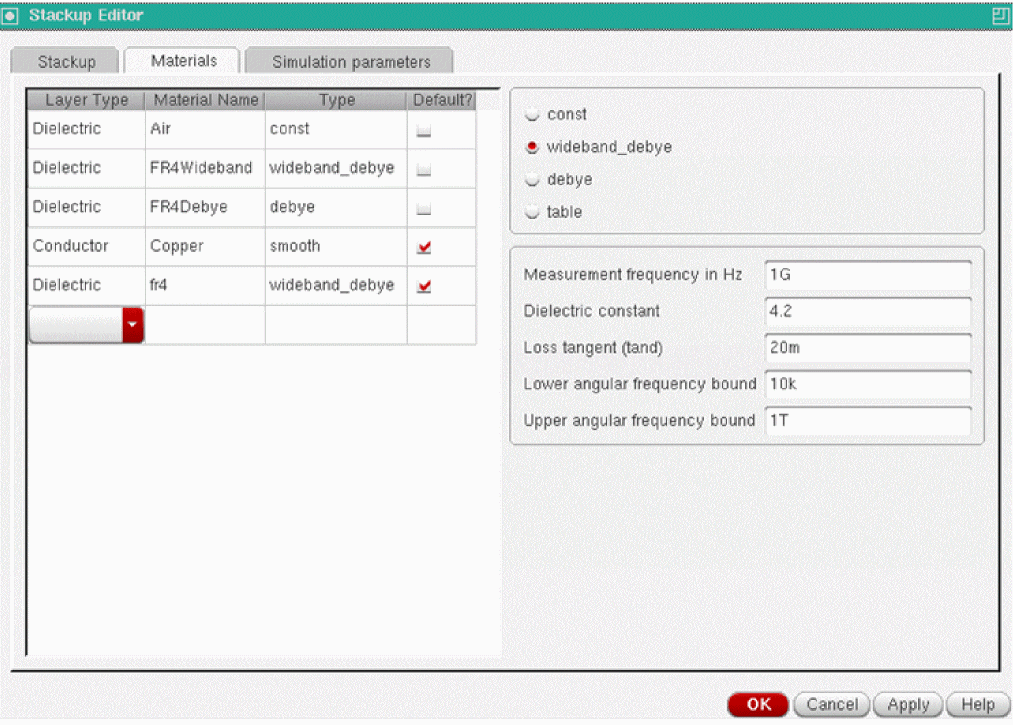 Stackup Editor
Stackup Materials Simulation parameters
Layer Type Material Name Type Default?
Dielectric Air const
Dielectric FR4Wideband wideband_debye
Dielectric FR4Debye debye
Conductor Copper smooth
Dielectric fr4 wideband_debye
const
wideband_debye
debye
table
Measurement frequency in Hz 1G
Dielectric constant 4.2
Loss tangent (tand) 20m
Lower angular frequency bound 10k
Upper angular frequency bound 1T
OK Cancel Apply Help